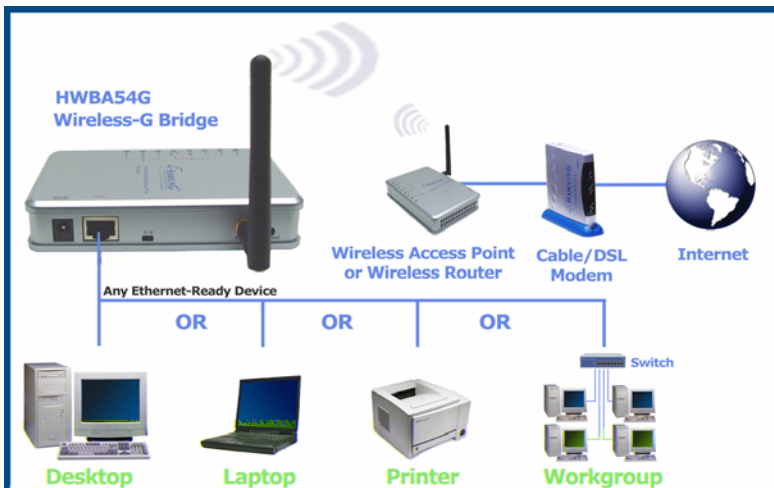 HWBA54G
Wireless-G Bridge
Wireless Access Point
or Wireless Router
Cable/DSL
Modem
Internet
Any Ethernet-Ready Device
OR
OR
OR
Switch
Desktop
Laptop
Printer
Workgroup